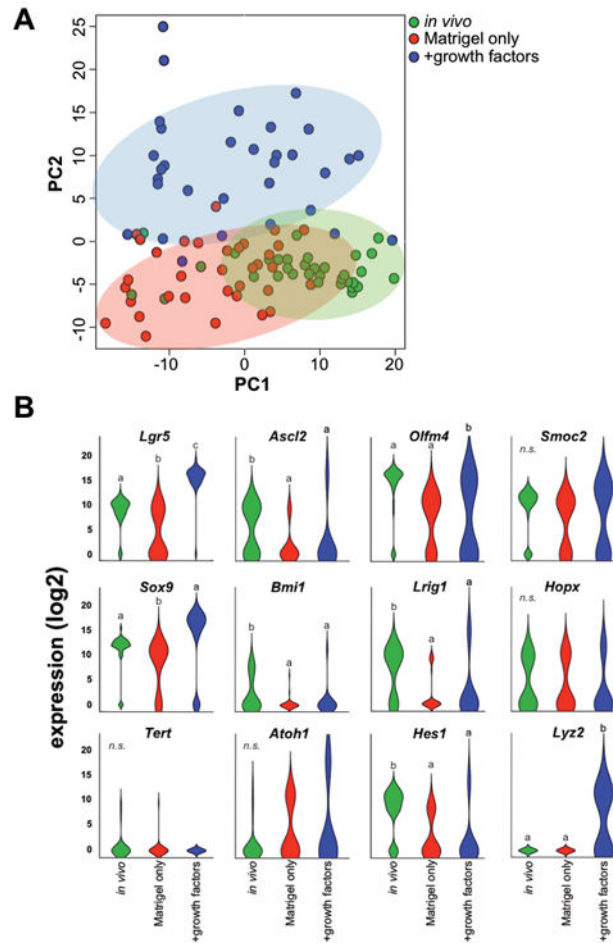 A
in vivo
Matrigel only
+growth factors
25
20
15
10
5
0
-5
-10
PC2
-10 0 10 20
PC1
B
expression (log2)
Lgr5 Ascl2 Olfm4 Smoc2
20
15
10
5
0
a b c
b a a
a a b
n.s.
Sox9 Bmi1 Lrig1 Hopx
20
15
10
5
0
a b a
b a a
b a a
n.s.
Tert Atoh1 Hes1 Lyz2
20
15
10
5
0
n.s.
n.s.
b a a
a a b
in vivo Matrigel only +growth factors in vivo Matrigel only +growth factors in vivo Matrigel only +growth factors in vivo Matrigel only +growth factors